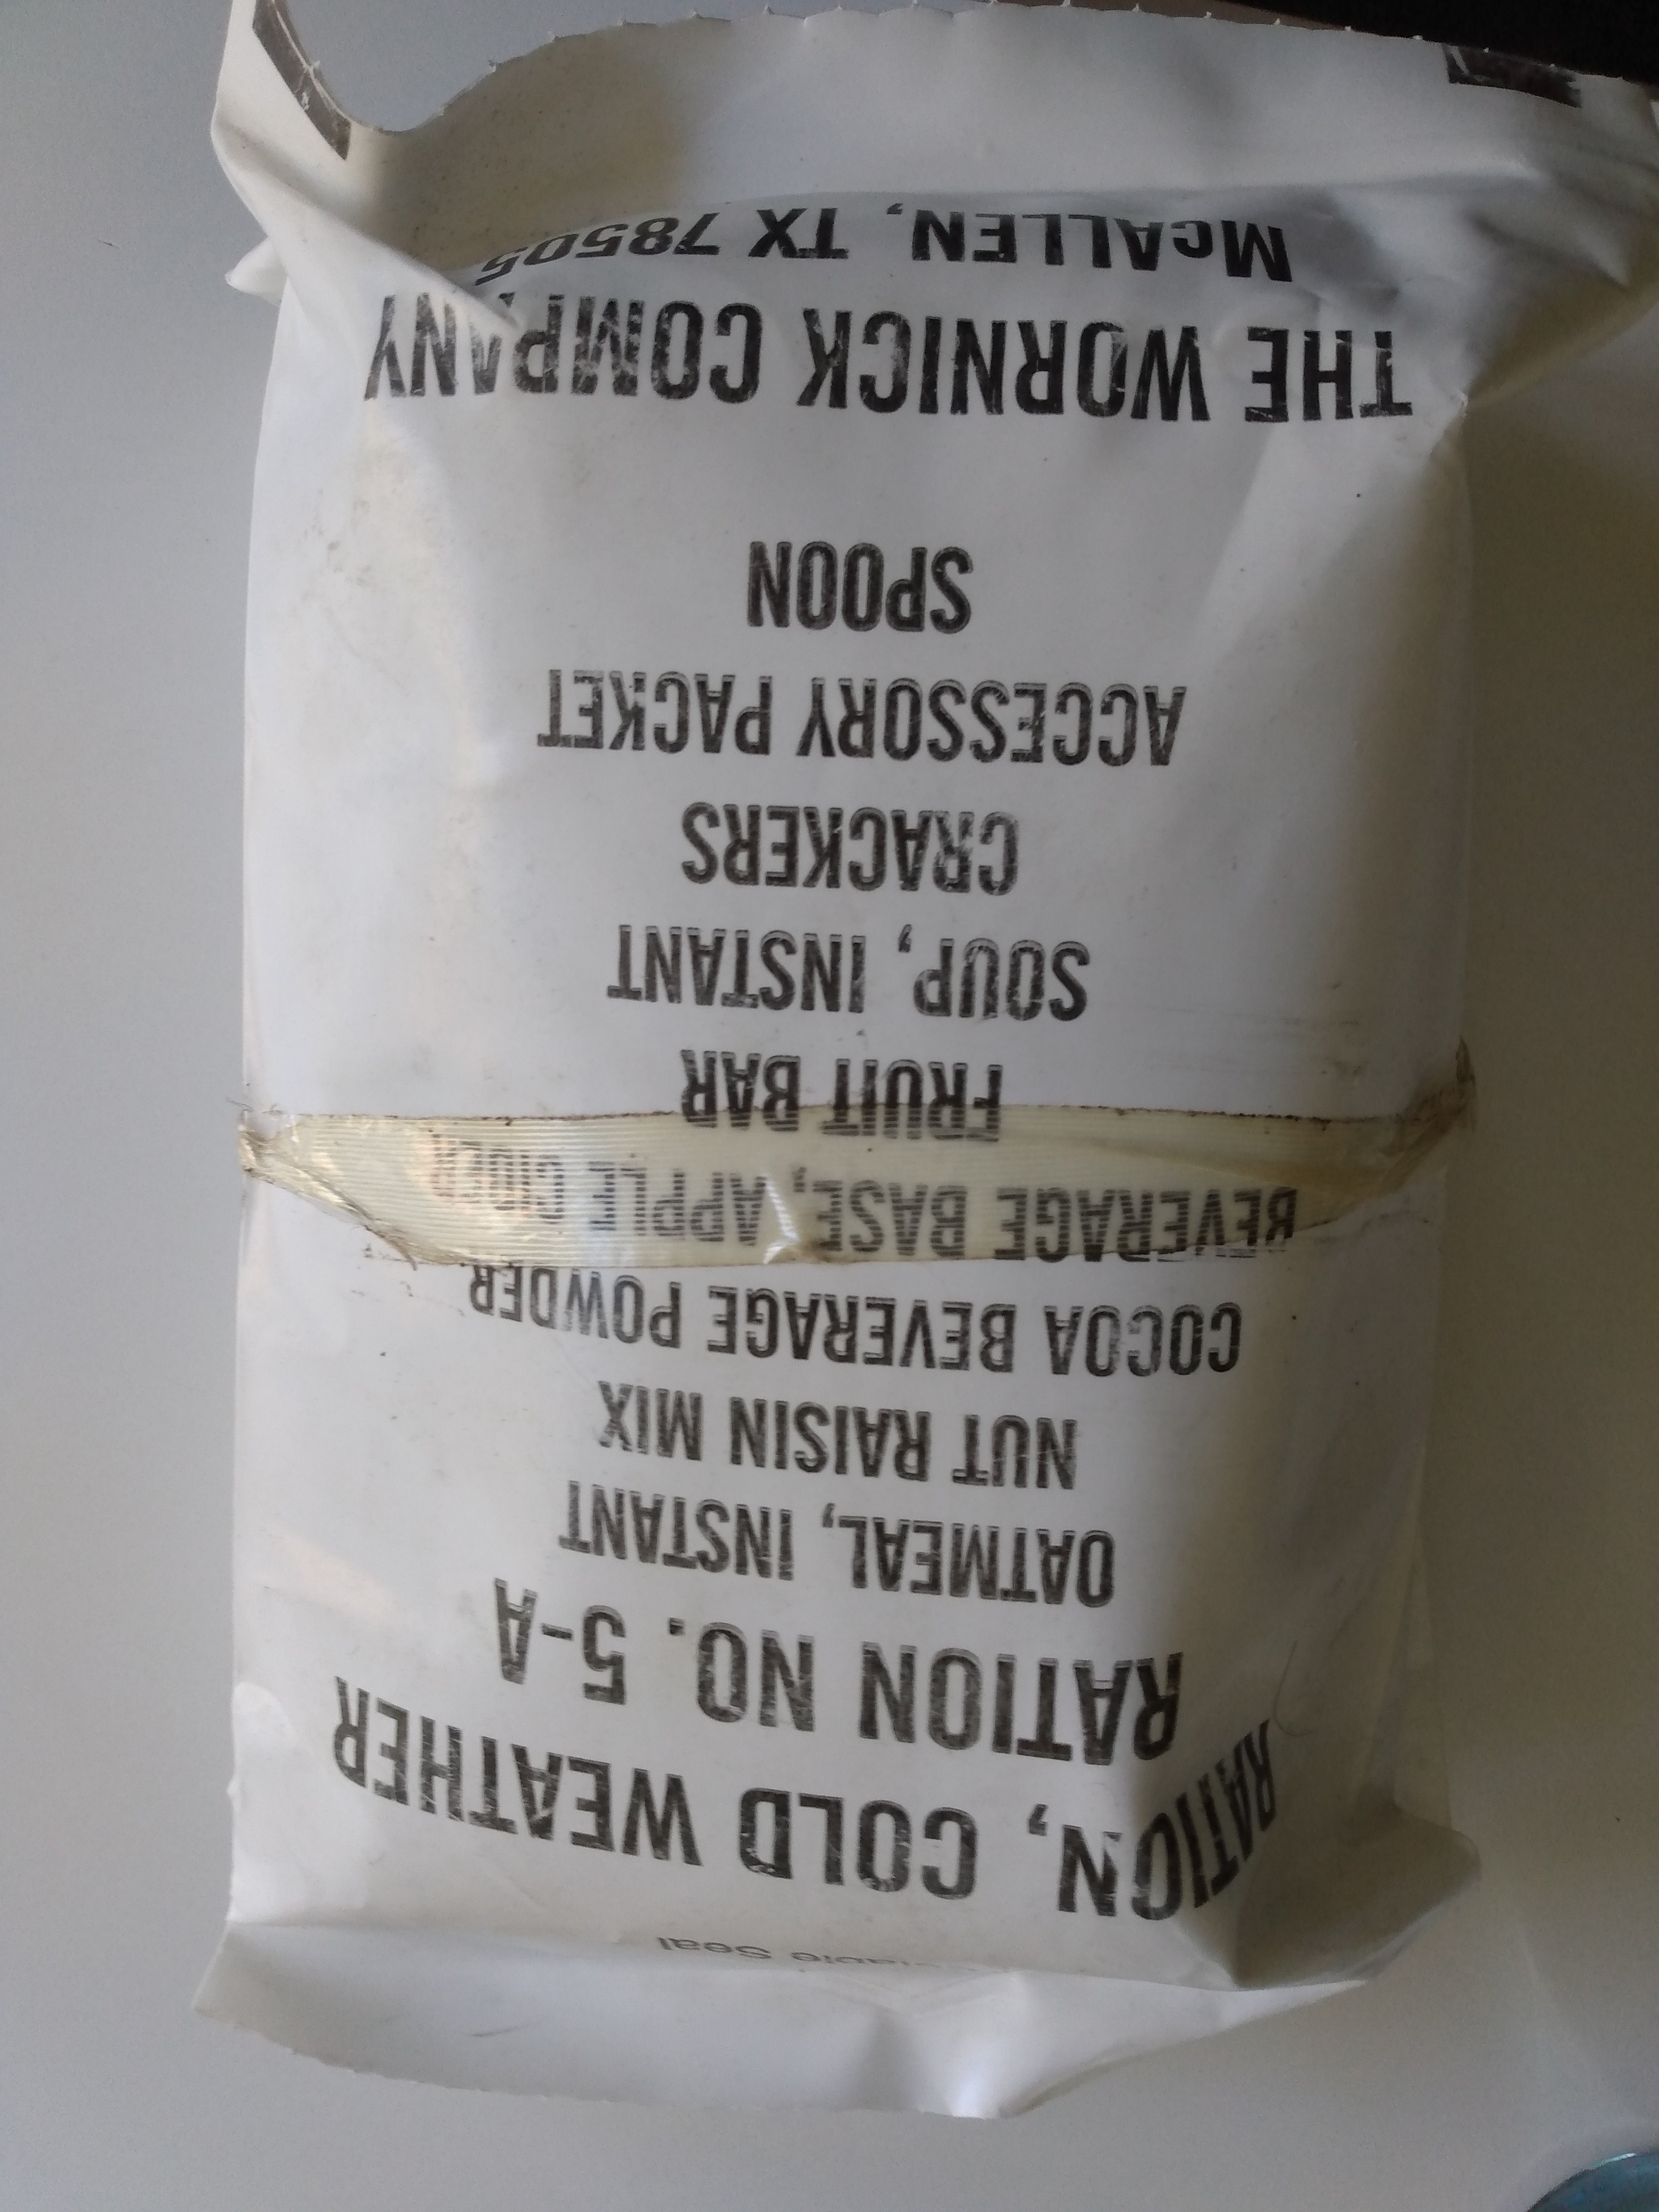 RATION, COLD WEATHER
RATION NO. 5-A
OATMEAL, INSTANT
NUT RAISIN MIX
COCOA BEVERAGE POWDER
BEVERAGE BASE, APPLE CIDER
FRUIT BAR
SOUP, INSTANT
CRACKERS
ACCESSORY PACKET
SPOON
THE WORNICK COMPANY
McALLEN, TX 78505
Seal